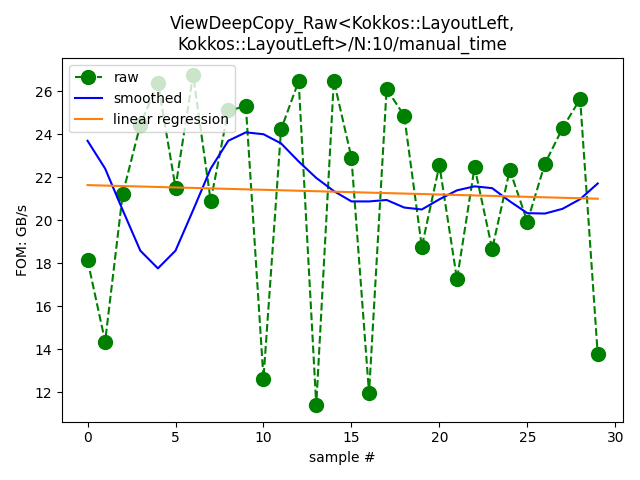 ViewDeepCopy_Raw<Kokkos::LayoutLeft,
Kokkos::LayoutLeft>/N:10/manual_time
raw
smoothed
linear regression
FOM: GB/s
26
24
22
20
18
16
14
12
0 5 10 15 20 25 30
sample #